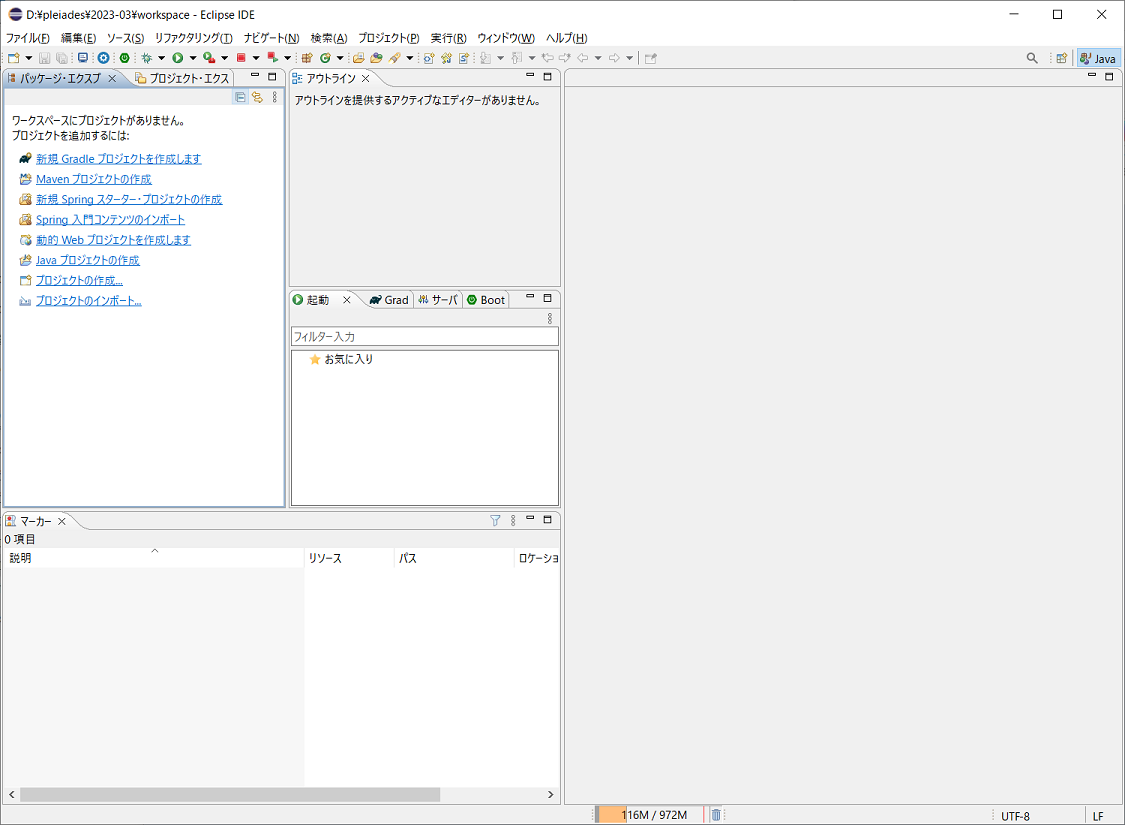 D:¥pleiades¥2023-03¥workspace - Eclipse IDE
ファイル(F) 編集(E) ソース(S) リファクタリング(T) ナビゲート(N) 検索(A) プロジェクト(P) 実行(R) ウィンドウ(W) ヘルプ(H)
Java
パッケージ・エクスプ プロジェクト・エクス
ワークスペースにプロジェクトがありません。
プロジェクトを追加するには:
新規 Gradle プロジェクトを作成します
Maven プロジェクトの作成
新規 Spring スターター・プロジェクトの作成
Spring 入門コンテンツのインポート
動的 Web プロジェクトを作成します
Java プロジェクトの作成
プロジェクトの作成...
プロジェクトのインポート...
アウトライン
アウトラインを提供するアクティブなエディターがありません。
起動 Grad サーバ Boot
フィルター入力
お気に入り
マーカー
0 項目
説明 リソース パス ロケーショ
116M / 972M
UTF-8
LF